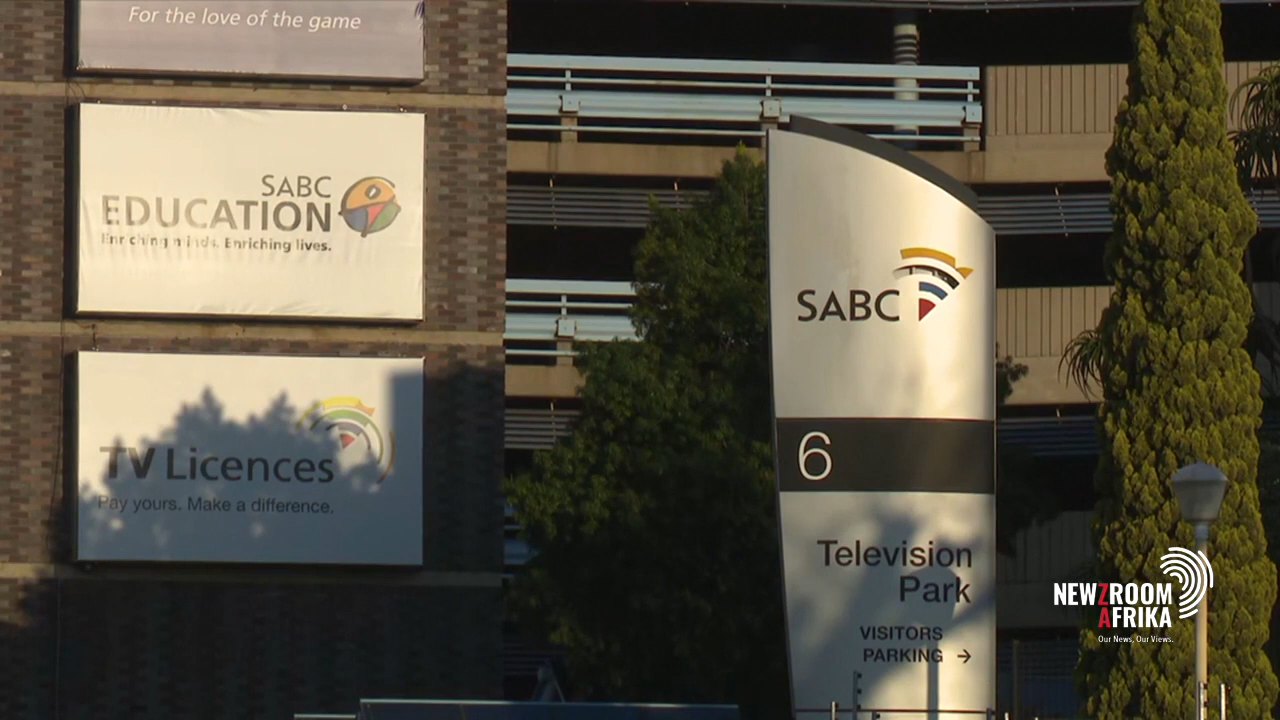 For the love of the game
SABC
EDUCATION
Enriching minds. Enriching lives.
TV Licences
Pay yours. Make a difference.
SABC
6
Television
Park
VISITORS
PARKING →
NEWZROOM
AFRIKA
Our News, Our Views.